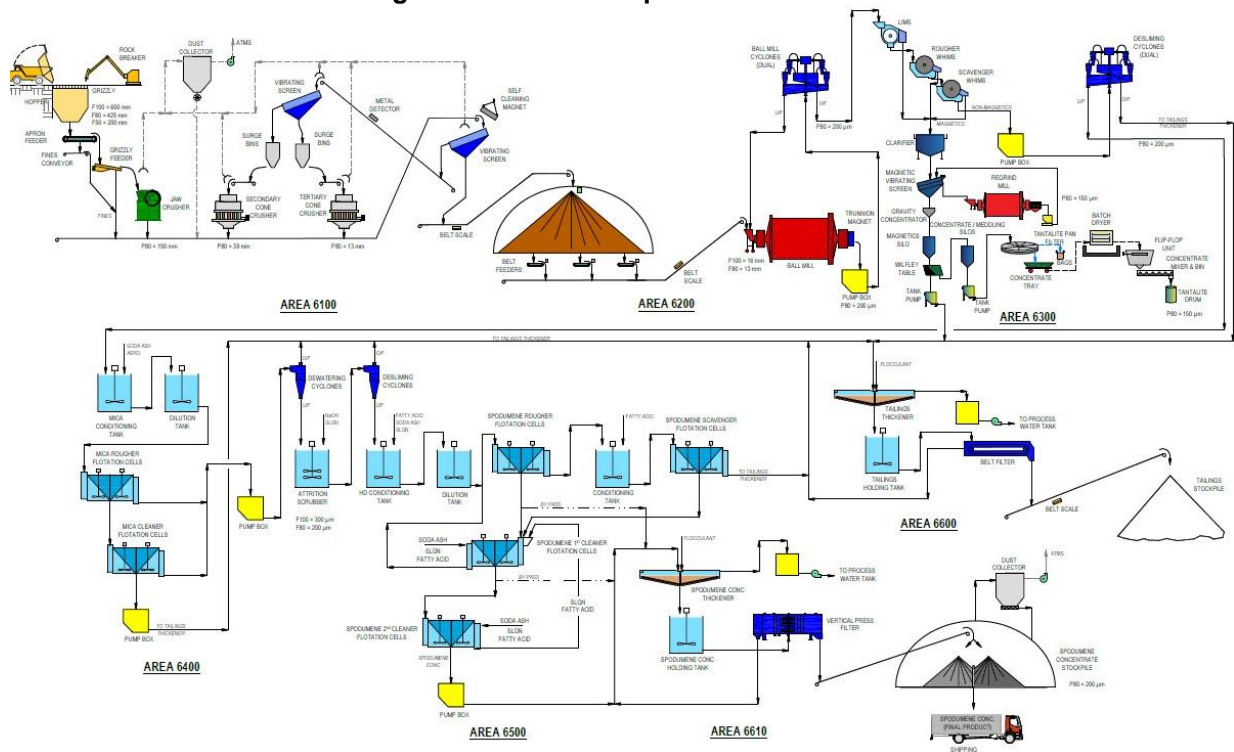 ROCK
BREAKER
DUST
COLLECTOR
ATMS
HOPPER
GRIZZLY
F100 = 600 mm
F80 = 425 mm
F50 = 200 mm
APRON
FEEDER
FINES
CONVEYOR
GRIZZLY
FEEDER
FINES
JAW
CRUSHER
P80 = 150 mm
VIBRATING
SCREEN
SURGE
BINS
SURGE
BINS
SECONDARY
CONE
CRUSHER
P80 = 39 mm
TERTIARY
CONE
CRUSHER
P80 = 13 mm
METAL
DETECTOR
SELF
CLEANING
MAGNET
VIBRATING
SCREEN
BELT SCALE
AREA 6100
BELT
FEEDERS
BELT
SCALE
AREA 6200
BALL MILL
CYCLONES
(DUAL)
O/F
U/F
P80 = 200 µm
F100 = 16 mm
F80 = 13 mm
BALL MILL
TRUNNION
MAGNET
PUMP BOX
P80 = 200 µm
LIMS
ROUGHER
WHIMS
SCAVENGER
WHIMS
NON-MAGNETICS
MAGNETICS
PUMP BOX
DESLIMING
CYCLONES
(DUAL)
U/F
O/F
TO TAILINGS
THICKENER
P80 = 200 µm
CLARIFIER
MAGNETIC
VIBRATING
SCREEN
REGRIND
MILL
P80 = 150 µm
GRAVITY
CONCENTRATOR
CONCENTRATE / MIDDLING
SILOS
MAGNETICS
SILO
WILFLEY
TABLE
TANK
PUMP
TANK
PUMP
TANTALITE PAN
FILTER
BAGS
CONCENTRATE
TRAY
BATCH
DRYER
FLIP-FLOP
UNIT
CONCENTRATE
MIXER & BIN
TANTALITE
DRUM
P80 = 150 µm
AREA 6300
TO TAILINGS THICKENER
SODA ASH
AERO
MICA
CONDITIONING
TANK
DILUTION
TANK
MICA ROUGHER
FLOTATION CELLS
MICA CLEANER
FLOTATION CELLS
PUMP BOX
TO TAILINGS
THICKENER
AREA 6400
PUMP BOX
O/F
DEWATERING
CYCLONES
U/F
NaOH
SLGN
ATTRITION
SCRUBBER
F100 = 300 µm
F80 = 200 µm
O/F
DESLIMING
CYCLONES
U/F
FATTY ACID
SODA ASH
SLGN
HD CONDITIONING
TANK
DILUTION
TANK
SPODUMENE ROUGHER
FLOTATION CELLS
FATTY ACID
CONDITIONING
TANK
SPODUMENE SCAVENGER
FLOTATION CELLS
TO TAILINGS
THICKENER
BY PASS
SODA ASH
SLGN
FATTY ACID
SPODUMENE 1ST CLEANER
FLOTATION CELLS
BY PASS
SLGN
FATTY ACID
SPODUMENE 2ND CLEANER
FLOTATION CELLS
SODA ASH
SLGN
FATTY ACID
SPODUMENE
CONC
PUMP BOX
AREA 6500
FLOCCULANT
SPODUMENE CONC
THICKENER
TO PROCESS
WATER TANK
SPODUMENE CONC
HOLDING TANK
VERTICAL PRESS
FILTER
AREA 6610
FLOCCULANT
TAILINGS
THICKENER
TO PROCESS
WATER TANK
TAILINGS
HOLDING TANK
BELT FILTER
AREA 6600
BELT SCALE
TAILINGS
STOCKPILE
DUST
COLLECTOR
ATMS
SPODUMENE
CONCENTRATE
STOCKPILE
P80 = 200 µm
SPODUMENE CONC.
(FINAL PRODUCT)
SHIPPING